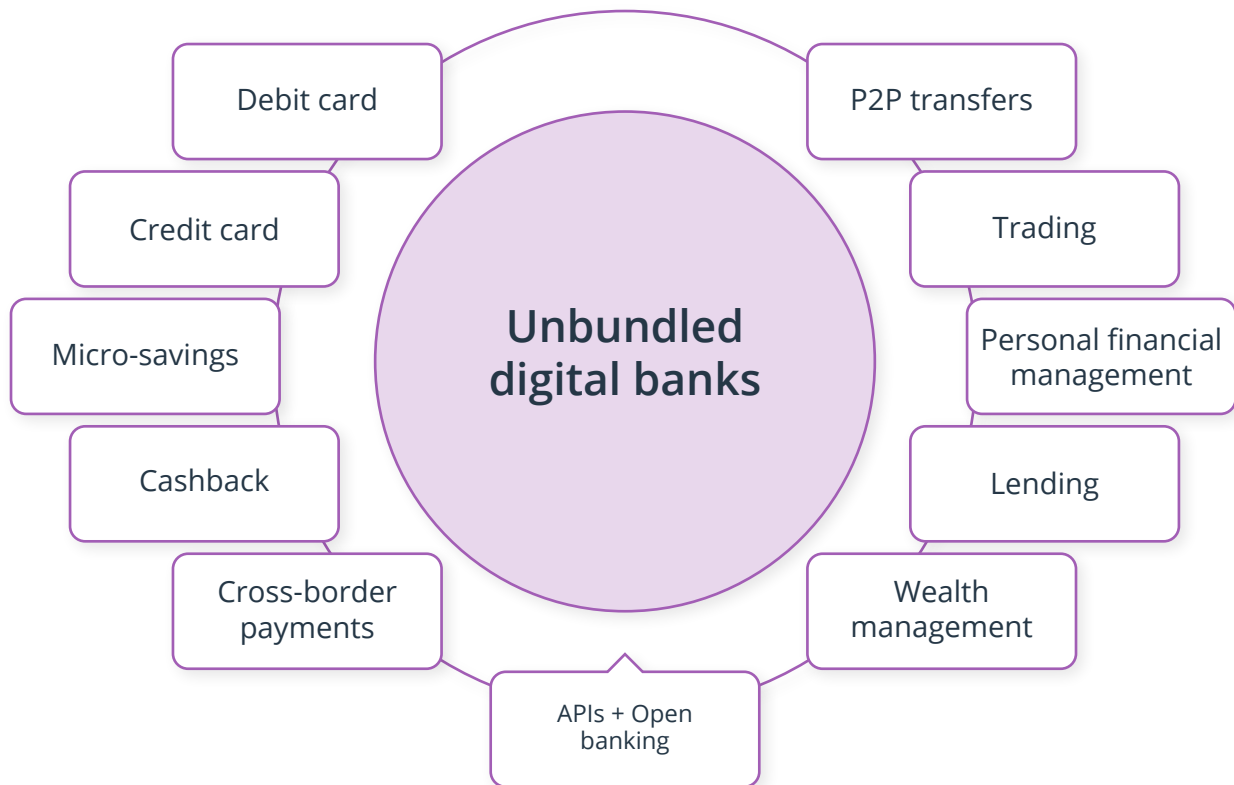 Debit card
P2P transfers
Credit card
Trading
Unbundled
digital banks
Micro-savings
Personal financial
management
Cashback
Lending
Cross-border
payments
Wealth
management
APIs + Open
banking